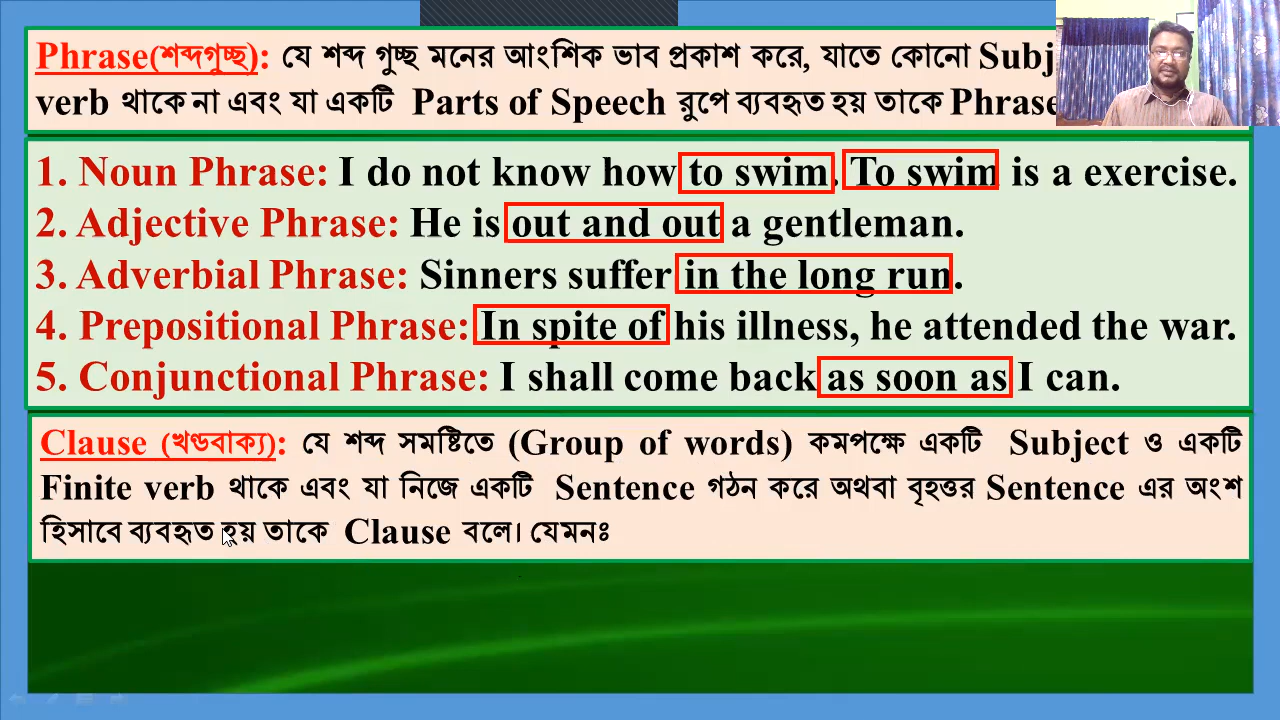 Phrase(শব্দগুচ্ছ): যে শব্দ গুচ্ছ মনের আংশিক ভাব প্রকাশ করে, যাতে কোনো Subj
verb থাকে না এবং যা একটি Parts of Speech রুপে ব্যবহৃত হয় তাকে Phrase
1. Noun Phrase: I do not know how to swim. To swim is a exercise.
2. Adjective Phrase: He is out and out a gentleman.
3. Adverbial Phrase: Sinners suffer in the long run.
4. Prepositional Phrase: In spite of his illness, he attended the war.
5. Conjunctional Phrase: I shall come back as soon as I can.
Clause (খণ্ডবাক্য): যে শব্দ সমষ্টিতে (Group of words) কমপক্ষে একটি Subject ও একটি
Finite verb থাকে এবং যা নিজে একটি Sentence গঠন করে অথবা বৃহত্তর Sentence এর অংশ
হিসাবে ব্যবহৃত হয় তাকে Clause বলে। যেমনঃ